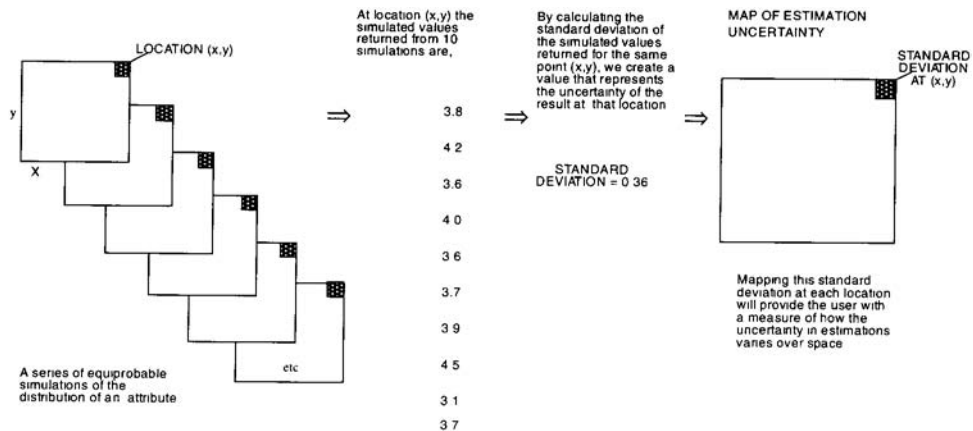 LOCATION (x,y)
y
X
etc
A series of equiprobable
simulations of the
distribution of an attribute
At location (x,y) the
simulated values
returned from 10
simulations are,
3.8
4 2
3.6
4 0
3 6
3.7
3 9
4 5
3 1
3 7
By calculating the
standard deviation of
the simulated values
returned for the same
point (x,y), we create a
value that represents
the uncertainty of the
result at that location
STANDARD
DEVIATION = 0 36
MAP OF ESTIMATION
UNCERTAINTY
STANDARD
DEVIATION
AT (x,y)
Mapping this standard
deviation at each location
will provide the user with
a measure of how the
uncertainty in estimations
varies over space